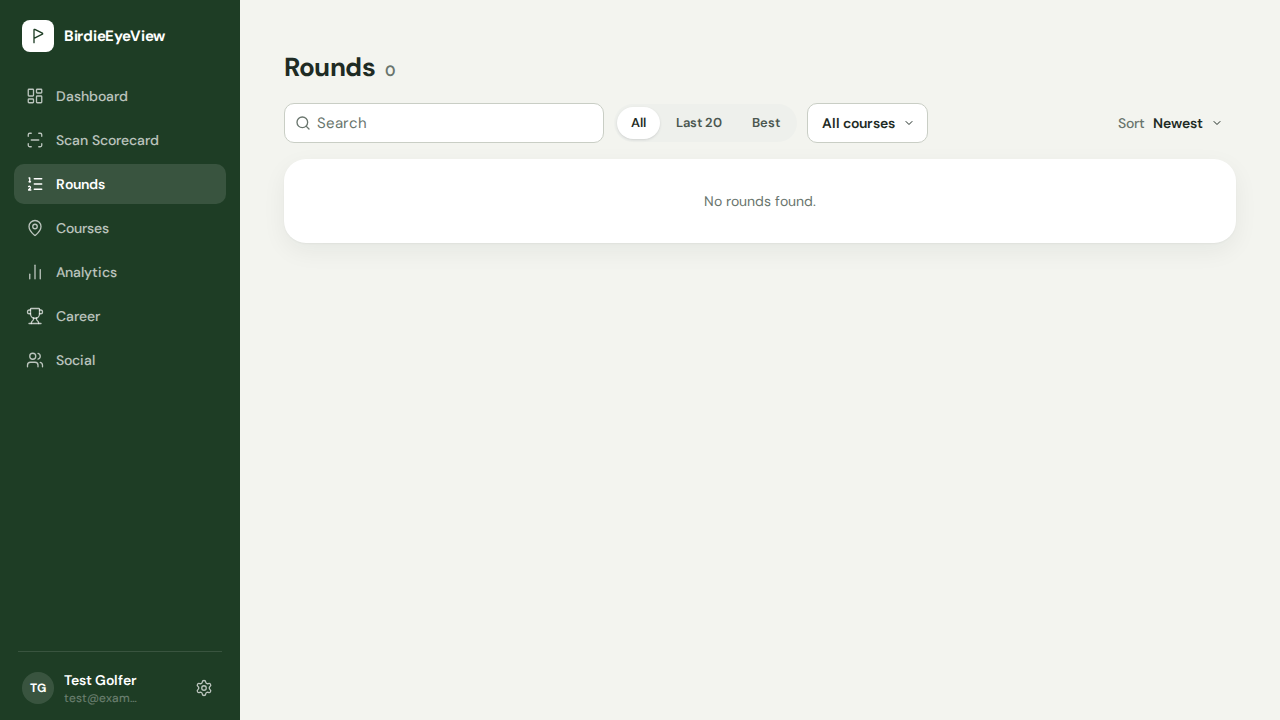 BirdieEyeView
Dashboard
Scan Scorecard
Rounds
Courses
Analytics
Career
Social
TG
Test Golfer
test@exam…
Rounds 0
Search
All
Last 20
Best
All courses
Sort Newest
No rounds found.